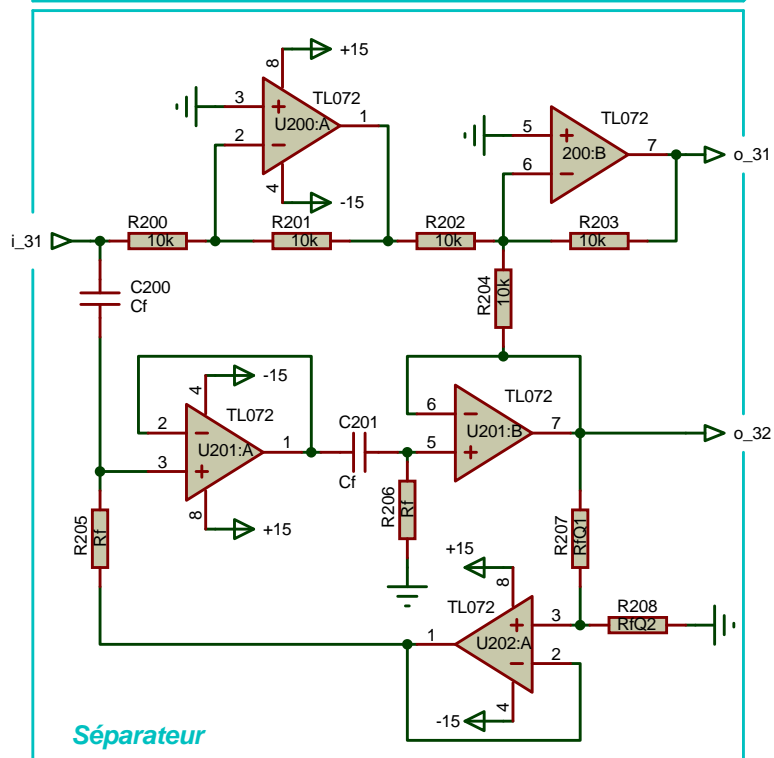 +15
8
TL072
3
+
U200:A
1
2
−
4
-15
TL072
5
+
200:B
7
o_31
6
−
i_31
R200
10k
R201
10k
R202
10k
R203
10k
C200
Cf
R204
10k
4
-15
TL072
2
−
U201:A
1
3
+
8
+15
C201
Cf
TL072
6
−
U201:B
7
5
+
o_32
R205
Rf
R206
Rf
R207
RfQ1
+15
8
TL072
3
+
1
U202:A
−
2
4
-15
R208
RfQ2
Séparateur